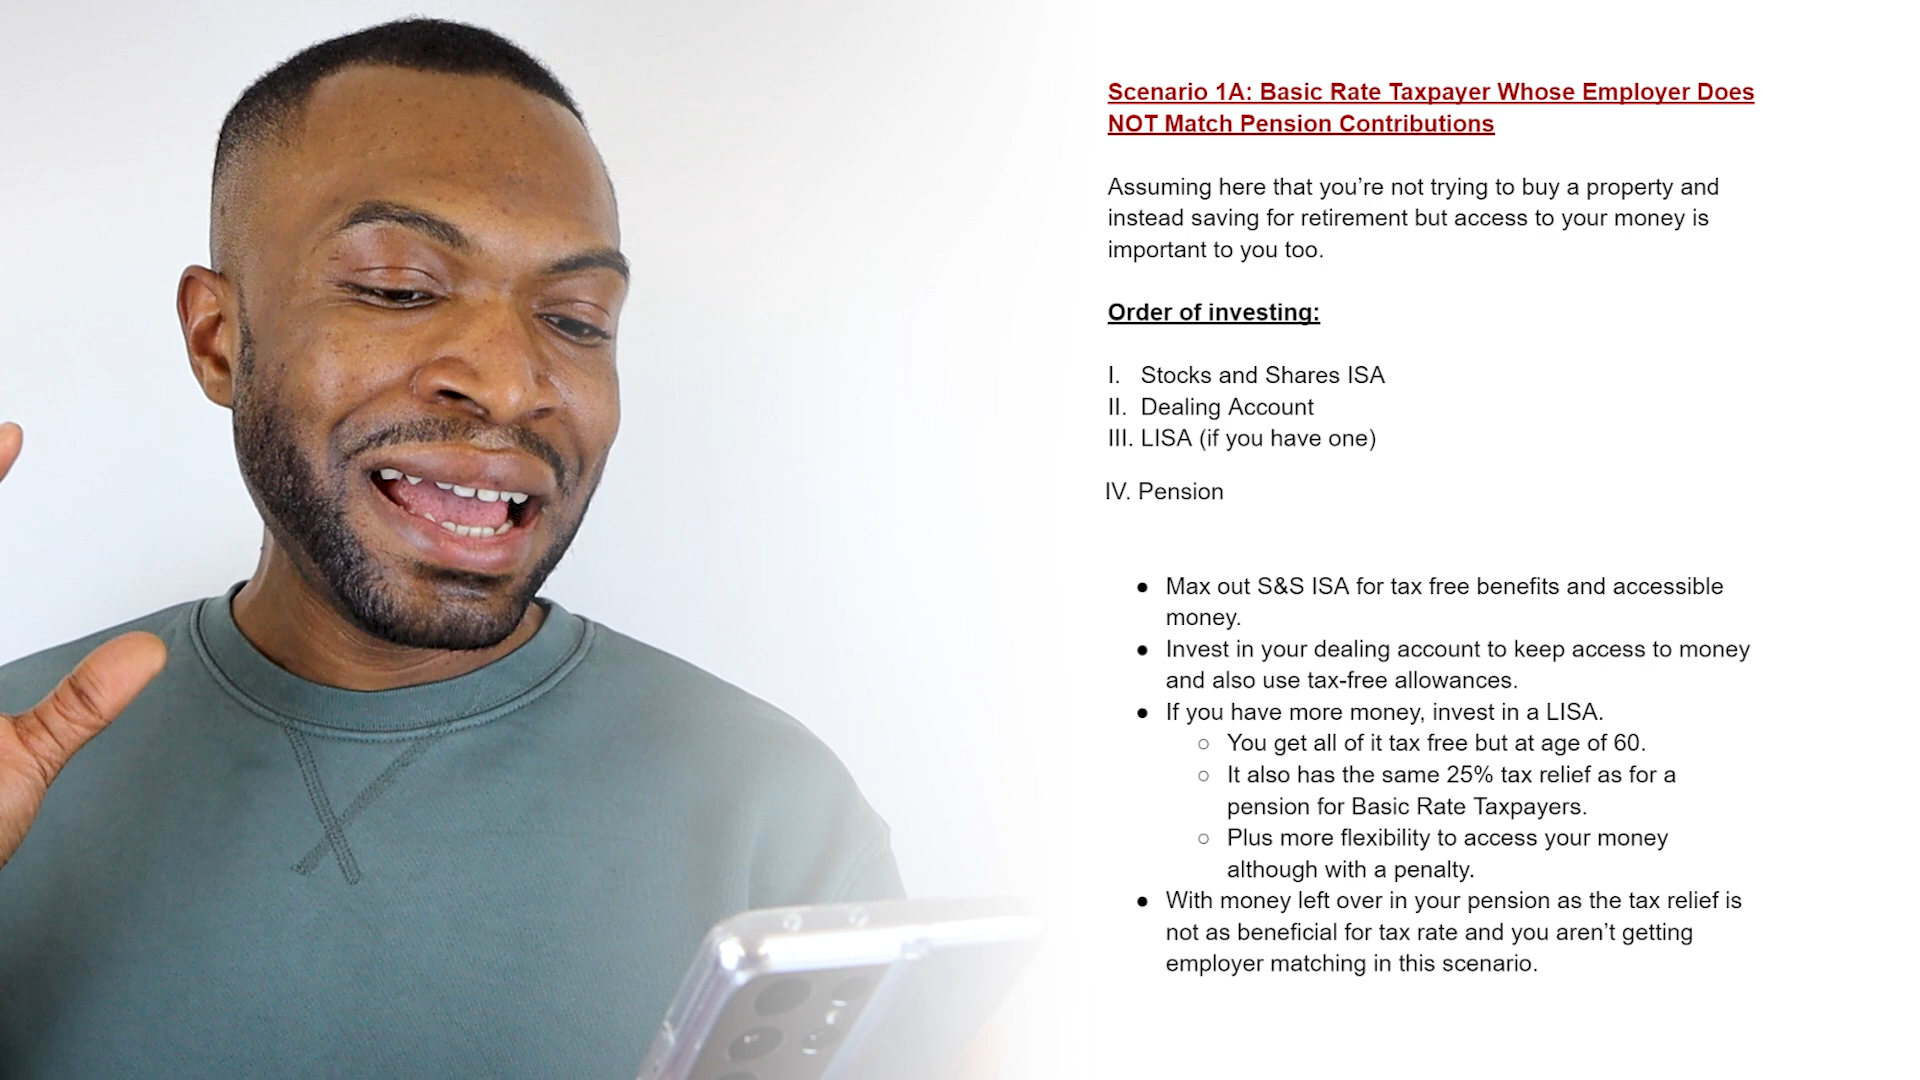 Scenario 1A: Basic Rate Taxpayer Whose Employer Does
NOT Match Pension Contributions
Assuming here that you’re not trying to buy a property and
instead saving for retirement but access to your money is
important to you too.
Order of investing:
I. Stocks and Shares ISA
II. Dealing Account
III. LISA (if you have one)
IV. Pension
● Max out S&S ISA for tax free benefits and accessible
money.
● Invest in your dealing account to keep access to money
and also use tax-free allowances.
● If you have more money, invest in a LISA.
○ You get all of it tax free but at age of 60.
○ It also has the same 25% tax relief as for a
pension for Basic Rate Taxpayers.
○ Plus more flexibility to access your money
although with a penalty.
● With money left over in your pension as the tax relief is
not as beneficial for tax rate and you aren’t getting
employer matching in this scenario.